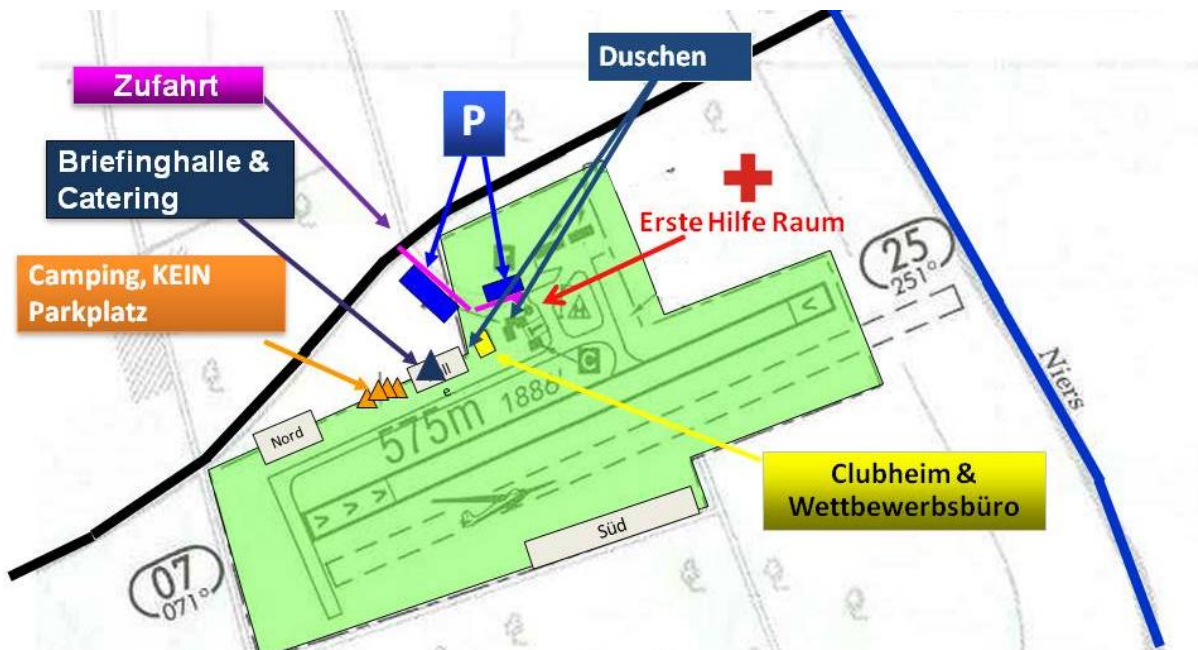 Duschen
Zufahrt
P
Briefinghalle &
Catering
Erste Hilfe Raum
25
251°
Camping, KEIN
Parkplatz
Niers
C
ll
e
575m 1886'
Nord
Clubheim &
Wettbewerbsbüro
Süd
07
071°